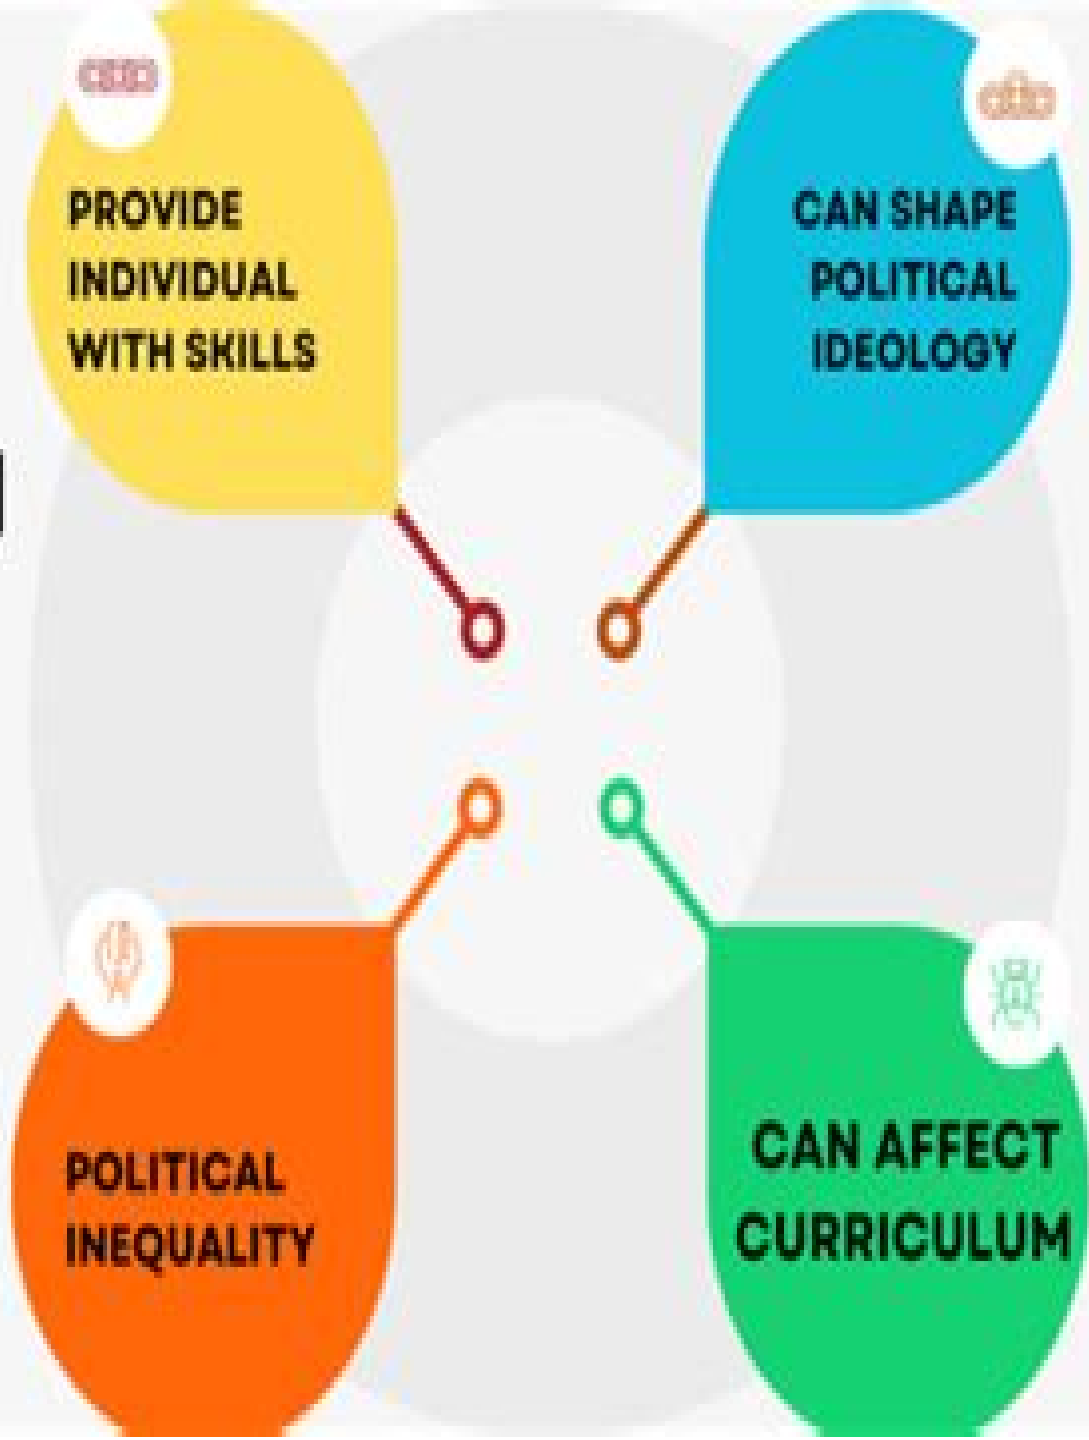 PROVIDE
INDIVIDUAL
WITH SKILLS
CAN SHAPE
POLITICAL
IDEOLOGY
POLITICAL
INEQUALITY
CAN AFFECT
CURRICULUM